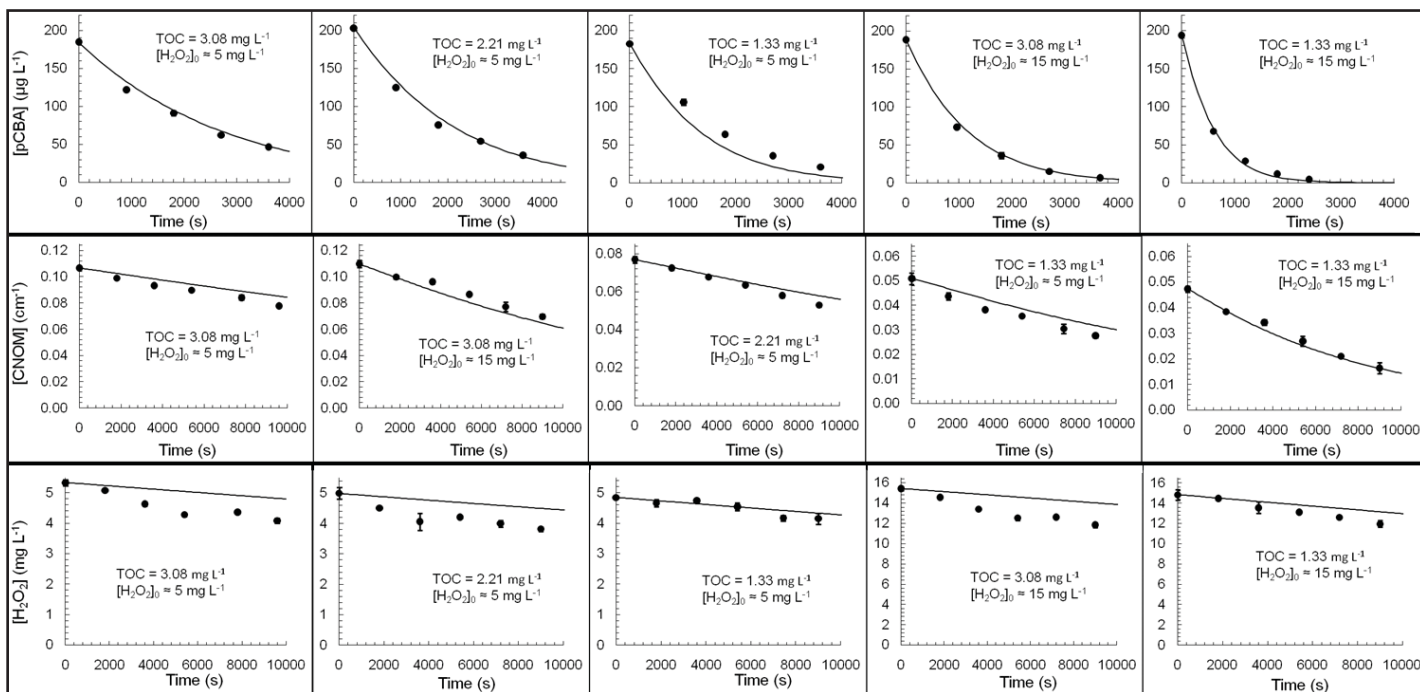 [pCBA] (µg L⁻¹)
200
150
100
50
0
TOC = 3.08 mg L⁻¹
[H₂O₂]₀ ≈ 5 mg L⁻¹
0 1000 2000 3000 4000
Time (s)
200
150
100
50
0
TOC = 2.21 mg L⁻¹
[H₂O₂]₀ ≈ 5 mg L⁻¹
0 1000 2000 3000 4000
Time (s)
200
150
100
50
0
TOC = 1.33 mg L⁻¹
[H₂O₂]₀ ≈ 5 mg L⁻¹
0 1000 2000 3000 4000
Time (s)
200
150
100
50
0
TOC = 3.08 mg L⁻¹
[H₂O₂]₀ ≈ 15 mg L⁻¹
0 1000 2000 3000 4000
Time (s)
200
150
100
50
0
TOC = 1.33 mg L⁻¹
[H₂O₂]₀ ≈ 15 mg L⁻¹
0 1000 2000 3000 4000
Time (s)
[CNOM] (cm⁻¹)
0.12
0.10
0.08
0.06
0.04
0.02
0.00
TOC = 3.08 mg L⁻¹
[H₂O₂]₀ ≈ 5 mg L⁻¹
0 2000 4000 6000 8000 10000
Time (s)
0.12
0.10
0.08
0.06
0.04
0.02
0.00
TOC = 3.08 mg L⁻¹
[H₂O₂]₀ ≈ 15 mg L⁻¹
0 2000 4000 6000 8000 10000
Time (s)
0.08
0.06
0.04
0.02
0.00
TOC = 2.21 mg L⁻¹
[H₂O₂]₀ ≈ 5 mg L⁻¹
0 2000 4000 6000 8000 10000
Time (s)
0.06
0.05
0.04
0.03
0.02
0.01
0.00
TOC = 1.33 mg L⁻¹
[H₂O₂]₀ ≈ 5 mg L⁻¹
0 2000 4000 6000 8000 10000
Time (s)
0.06
0.05
0.04
0.03
0.02
0.01
0.00
TOC = 1.33 mg L⁻¹
[H₂O₂]₀ ≈ 15 mg L⁻¹
0 2000 4000 6000 8000 10000
Time (s)
[H₂O₂] (mg L⁻¹)
5
4
3
2
1
0
TOC = 3.08 mg L⁻¹
[H₂O₂]₀ ≈ 5 mg L⁻¹
0 2000 4000 6000 8000 10000
Time (s)
6
5
4
3
2
1
0
TOC = 2.21 mg L⁻¹
[H₂O₂]₀ ≈ 5 mg L⁻¹
0 2000 4000 6000 8000 10000
Time (s)
6
5
4
3
2
1
0
TOC = 1.33 mg L⁻¹
[H₂O₂]₀ ≈ 5 mg L⁻¹
0 2000 4000 6000 8000 10000
Time (s)
16
14
12
10
8
6
4
2
0
TOC = 3.08 mg L⁻¹
[H₂O₂]₀ ≈ 15 mg L⁻¹
0 2000 4000 6000 8000 10000
Time (s)
16
14
12
10
8
6
4
2
0
TOC = 1.33 mg L⁻¹
[H₂O₂]₀ ≈ 15 mg L⁻¹
0 2000 4000 6000 8000 10000
Time (s)